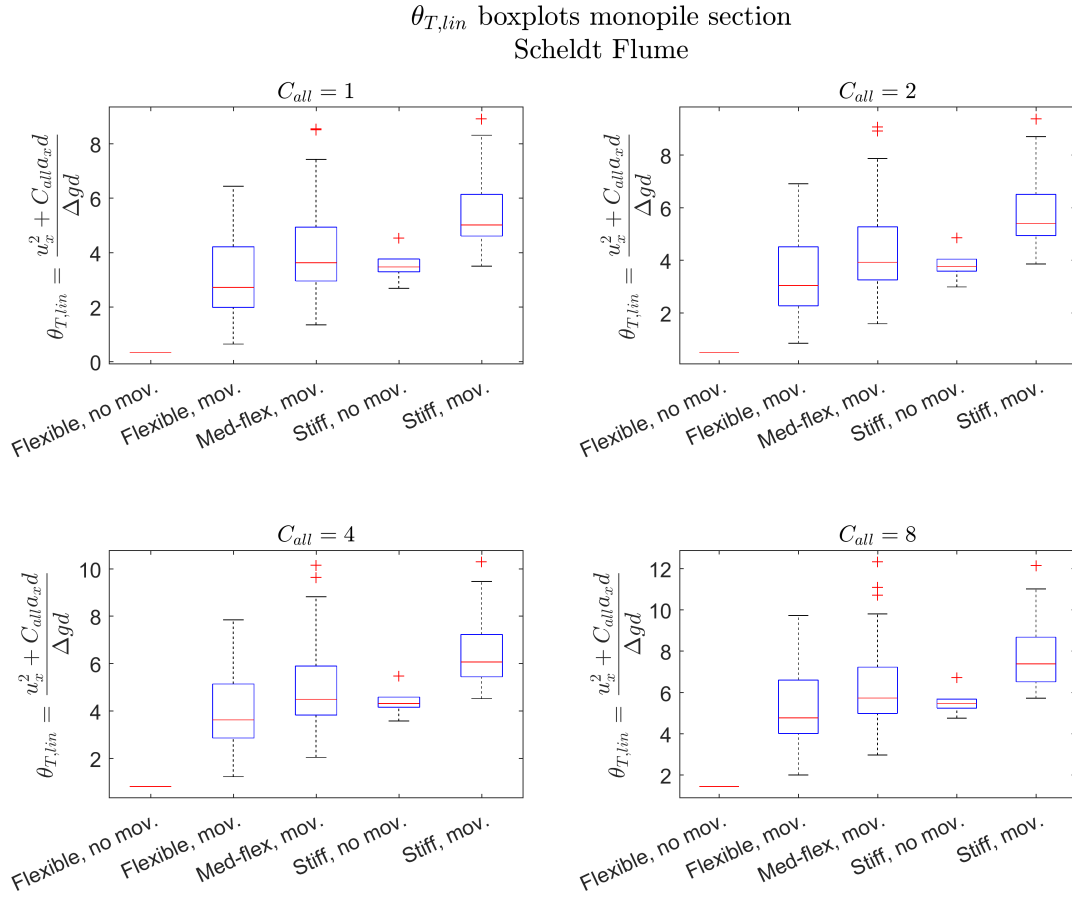 θ_{T,lin} boxplots monopile section
Scheldt Flume
C_{all} = 1
θ_{T,lin} = \frac{u_x^2 + C_{all} a_x d}{Δgd}
8
6
4
2
0
Flexible, no mov.
Flexible, mov.
Med-flex, mov.
Stiff, no mov.
Stiff, mov.
C_{all} = 2
θ_{T,lin} = \frac{u_x^2 + C_{all} a_x d}{Δgd}
8
6
4
2
Flexible, no mov.
Flexible, mov.
Med-flex, mov.
Stiff, no mov.
Stiff, mov.
C_{all} = 4
θ_{T,lin} = \frac{u_x^2 + C_{all} a_x d}{Δgd}
10
8
6
4
2
Flexible, no mov.
Flexible, mov.
Med-flex, mov.
Stiff, no mov.
Stiff, mov.
C_{all} = 8
θ_{T,lin} = \frac{u_x^2 + C_{all} a_x d}{Δgd}
12
10
8
6
4
2
Flexible, no mov.
Flexible, mov.
Med-flex, mov.
Stiff, no mov.
Stiff, mov.